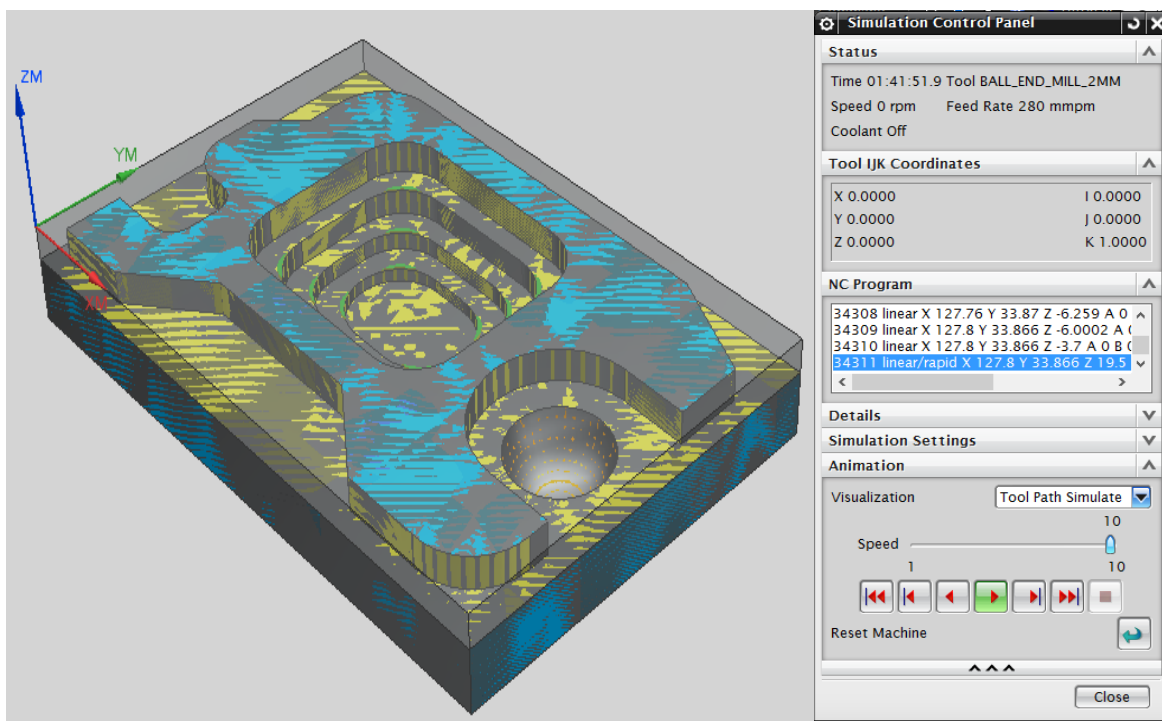 ZM
YM
XM
Simulation Control Panel
Status
Time 01:41:51.9 Tool BALL_END_MILL_2MM
Speed 0 rpm Feed Rate 280 mmpm
Coolant Off
Tool IJK Coordinates
X 0.0000 I 0.0000
Y 0.0000 J 0.0000
Z 0.0000 K 1.0000
NC Program
34308 linear X 127.76 Y 33.87 Z -6.259 A 0
34309 linear X 127.8 Y 33.866 Z -6.0002 A (
34310 linear X 127.8 Y 33.866 Z -3.7 A 0 B (
34311 linear/rapid X 127.8 Y 33.866 Z 19.5
Details
Simulation Settings
Animation
Visualization Tool Path Simulate
10
Speed
1 10
Reset Machine
Close